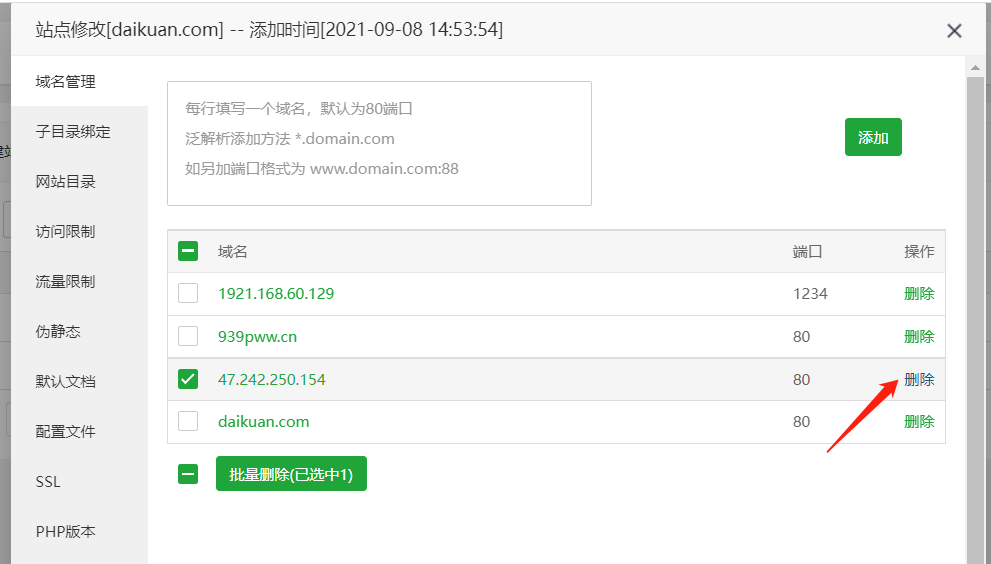 站点修改[daikuan.com] -- 添加时间[2021-09-08 14:53:54]
域名管理
子目录绑定
网站目录
访问限制
流量限制
伪静态
默认文档
配置文件
SSL
PHP版本
每行填写一个域名，默认为80端口
泛解析添加方法 *.domain.com
如另加端口格式为 www.domain.com:88
添加
域名 端口 操作
1921.168.60.129 1234 删除
939pww.cn 80 删除
47.242.250.154 80 删除
daikuan.com 80 删除
批量删除(已选中1)